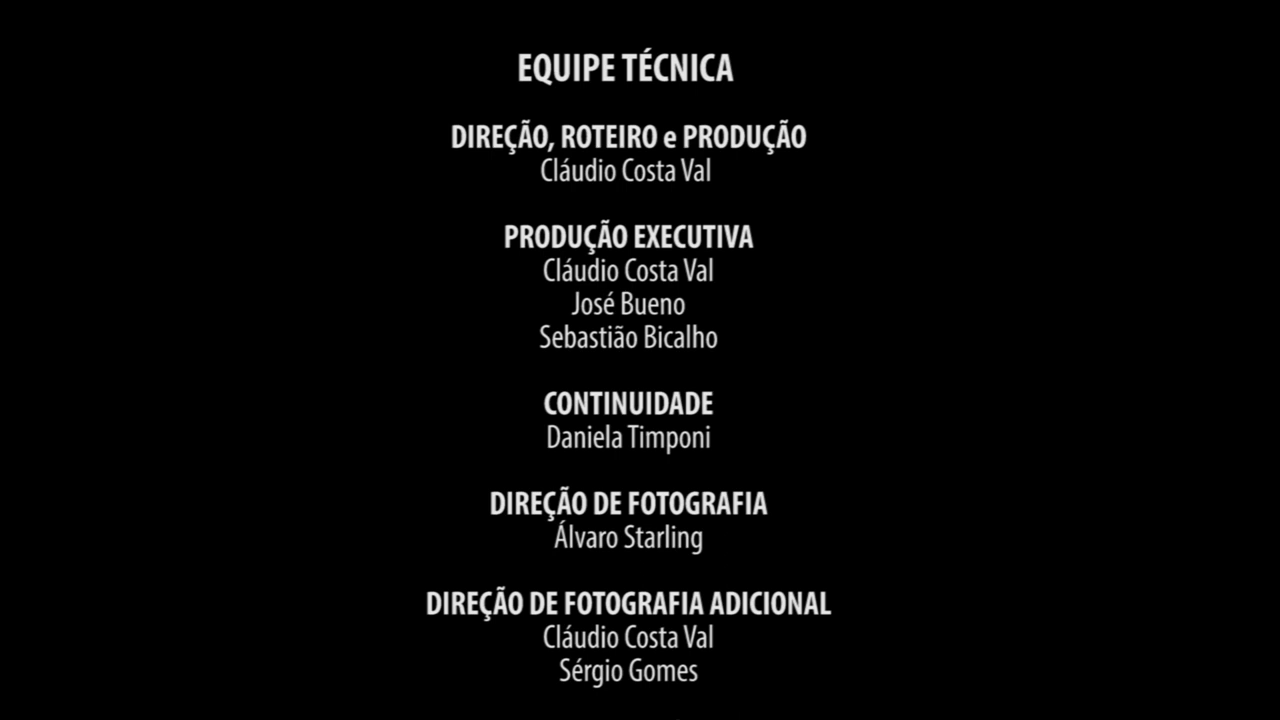 EQUIPE TÉCNICA
DIREÇÃO, ROTEIRO e PRODUÇÃO
Cláudio Costa Val
PRODUÇÃO EXECUTIVA
Cláudio Costa Val
José Bueno
Sebastião Bicalho
CONTINUIDADE
Daniela Timponi
DIREÇÃO DE FOTOGRAFIA
Álvaro Starling
DIREÇÃO DE FOTOGRAFIA ADICIONAL
Cláudio Costa Val
Sérgio Gomes